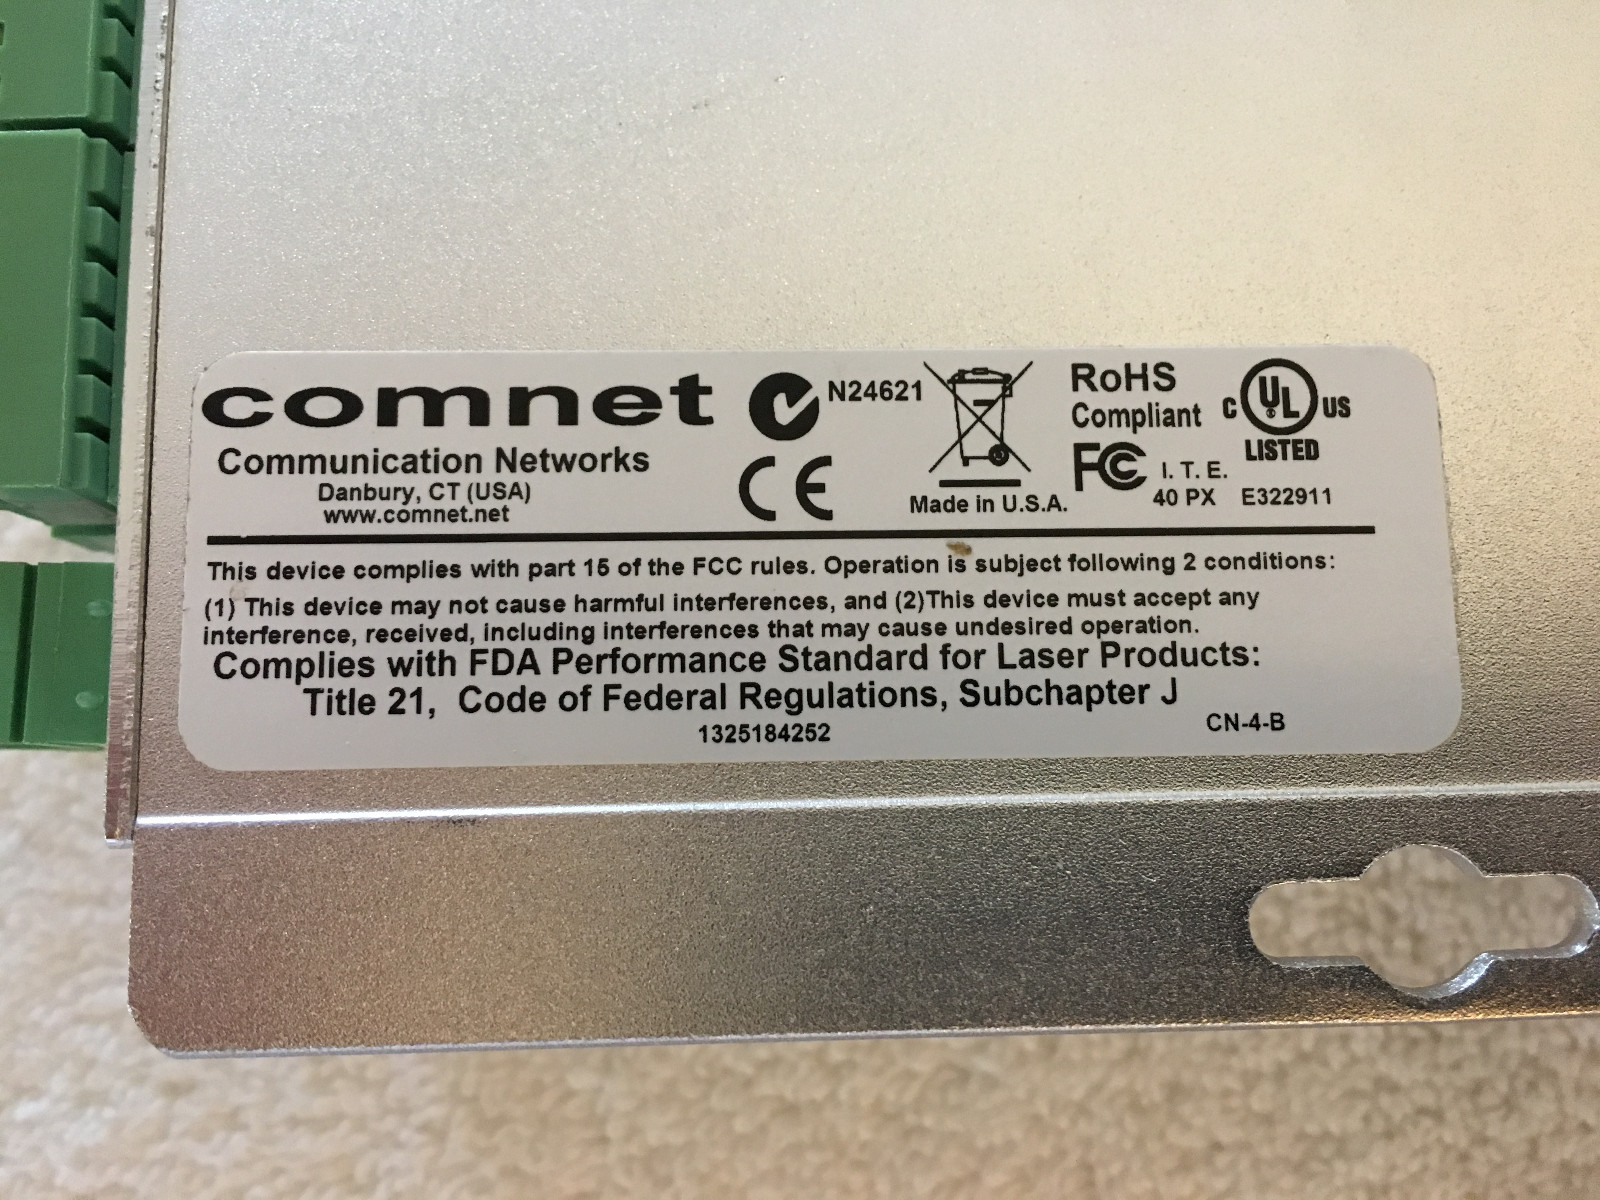 comnet
Communication Networks
Danbury, CT (USA)
www.comnet.net
N24621
CE
Made in U.S.A.
RoHS
Compliant
FC I. T. E.
40 PX E322911
C UL US
LISTED
This device complies with part 15 of the FCC rules. Operation is subject following 2 conditions:
(1) This device may not cause harmful interferences, and (2)This device must accept any
interference, received, including interferences that may cause undesired operation.
Complies with FDA Performance Standard for Laser Products:
Title 21, Code of Federal Regulations, Subchapter J
1325184252
CN-4-B